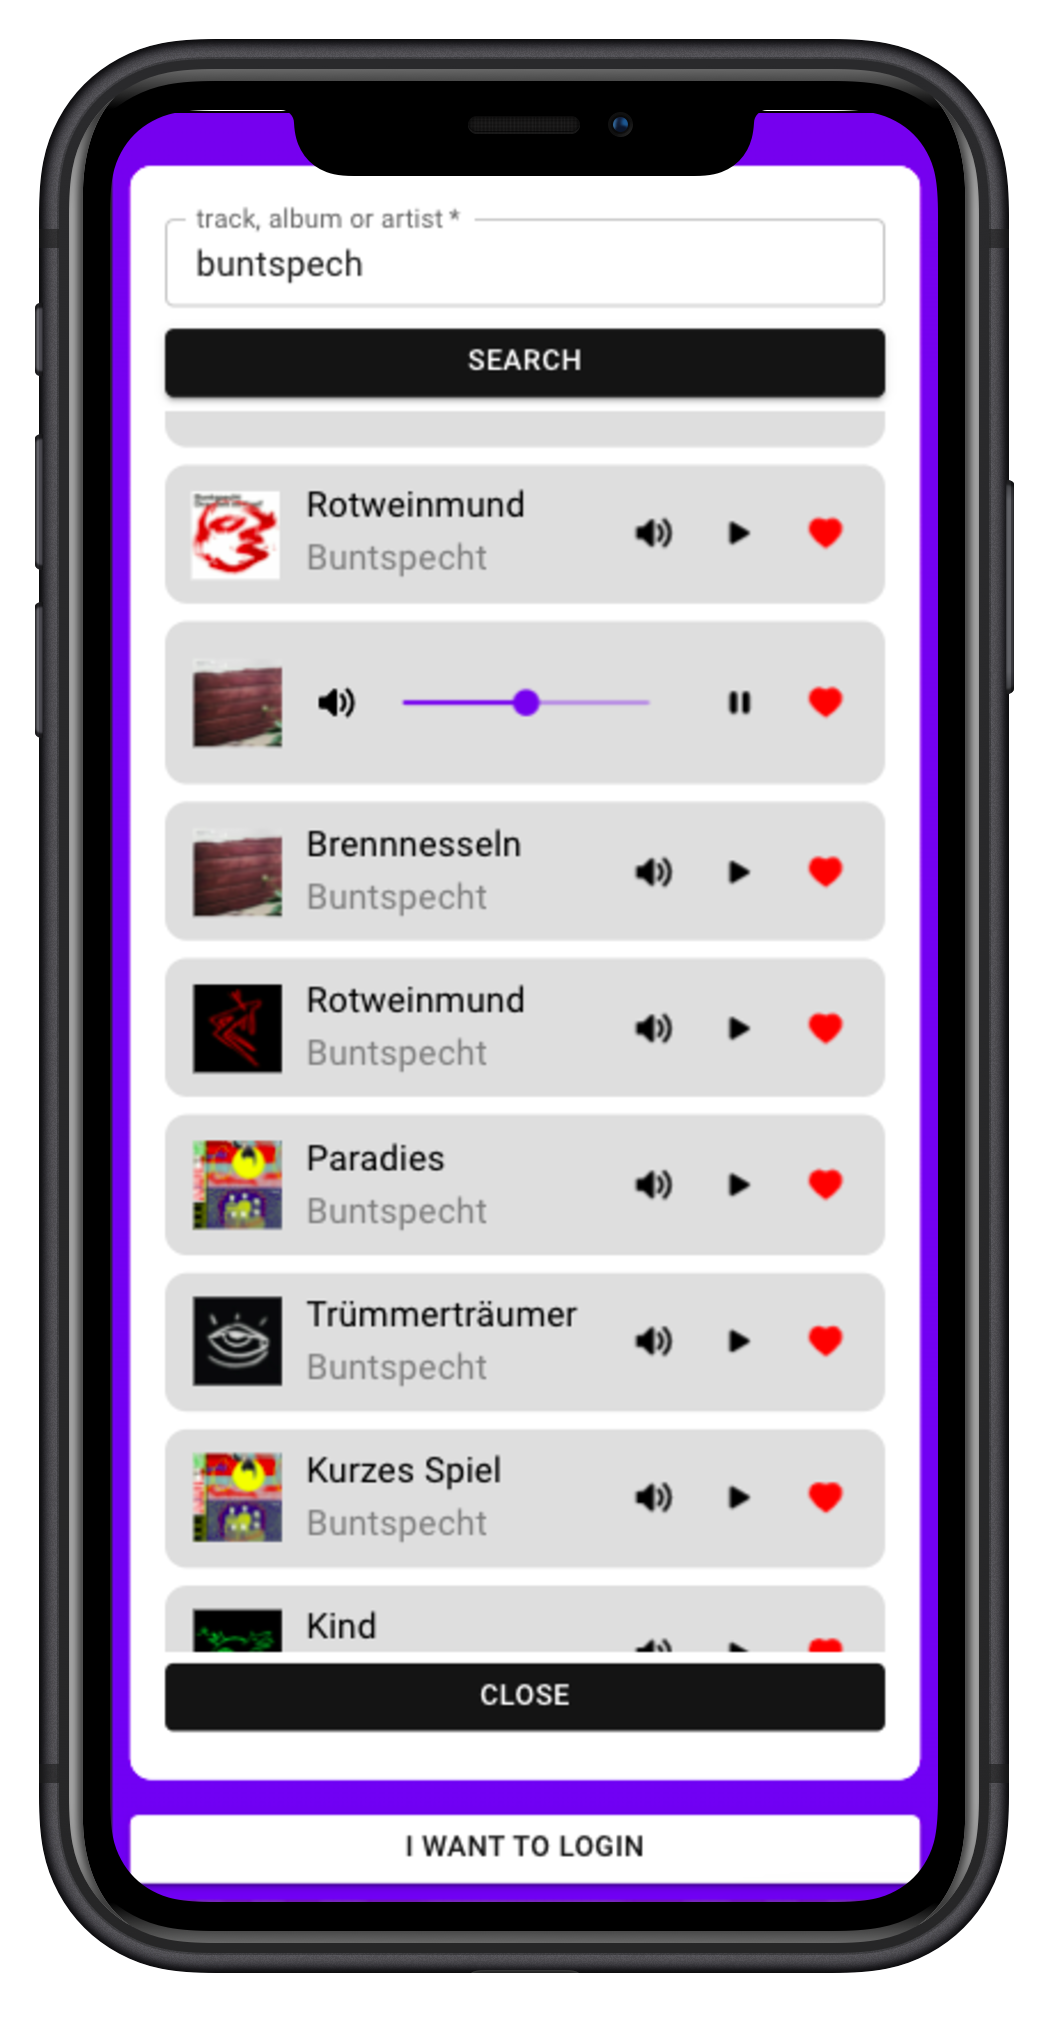 track, album or artist *
buntspech
SEARCH
Rotweinmund
Buntspecht
Brennnesseln
Buntspecht
Rotweinmund
Buntspecht
Paradies
Buntspecht
Trümmerträumer
Buntspecht
Kurzes Spiel
Buntspecht
Kind
CLOSE
I WANT TO LOGIN